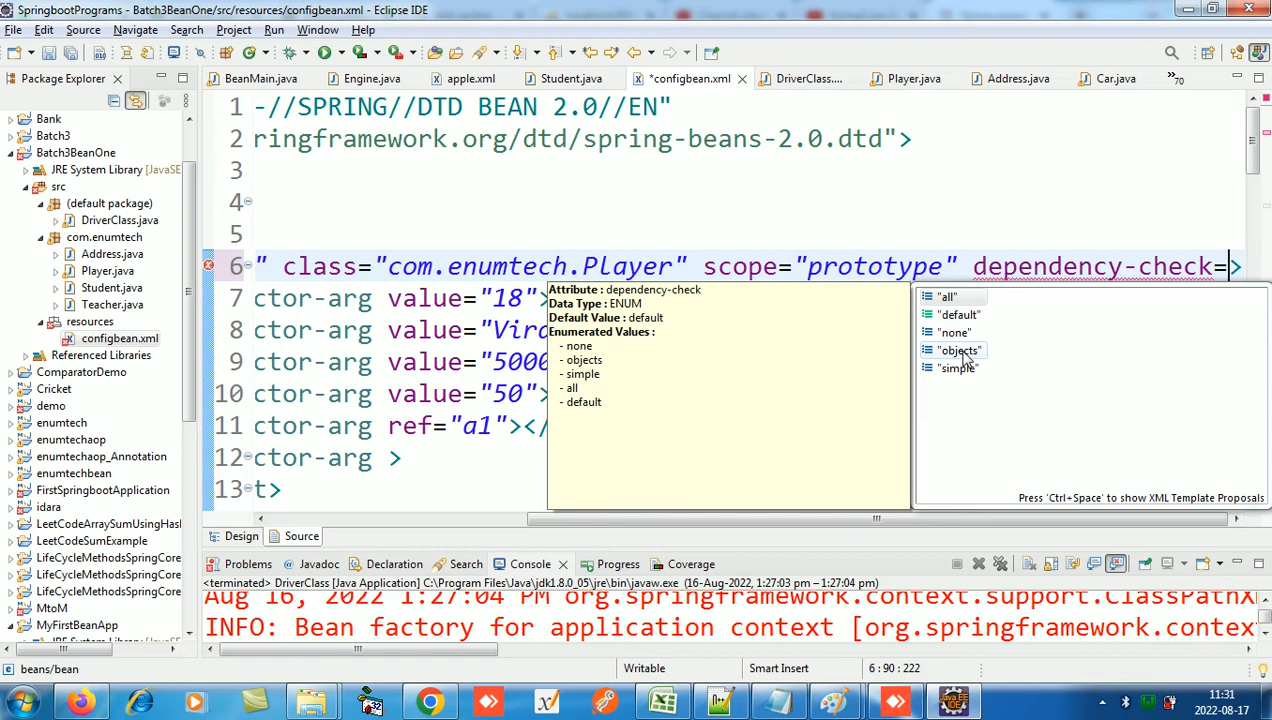 SpringbootPrograms - Batch3BeanOne/src/resources/configbean.xml - Eclipse IDE
File Edit Source Navigate Search Project Run Window Help
Package Explorer
BeanMain.java Engine.java apple.xml Student.java *configbean.xml DriverClass.... Player.java Address.java Car.java »70
Bank
Batch3
Batch3BeanOne
JRE System Library [JavaSE
src
(default package)
DriverClass.java
com.enumtech
Address.java
Player.java
Student.java
Teacher.java
resources
configbean.xml
Referenced Libraries
ComparatorDemo
Cricket
demo
enumtech
enumtechaop
enumtechaop_Annotation
enumtechbean
FirstSpringbootApplication
idara
LeetCodeArraySumUsingHasl
LeetCodeSumExample
LifeCycleMethodsSpringCore
LifeCycleMethodsSpringCore
LifeCycleMethodsSpringCore
MtoM
MyFirstBeanApp
JRE System Library [JavaSE
1 -//SPRING//DTD BEAN 2.0//EN"
2 ringframework.org/dtd/spring-beans-2.0.dtd">
3
4
5
6 " class="com.enumtech.Player" scope="prototype" dependency-check=>
7 ctor-arg value="18">
8 ctor-arg value="Viro
9 ctor-arg value="5000
10 ctor-arg value="50">
11 ctor-arg ref="a1"></
12 ctor-arg >
13 t>
Attribute : dependency-check
Data Type : ENUM
Default Value : default
Enumerated Values :
- none
- objects
- simple
- all
- default
"all"
"default"
"none"
"objects"
"simple"
Press 'Ctrl+Space' to show XML Template Proposals
Design Source
Problems Javadoc Declaration Search Console Progress Coverage
<terminated> DriverClass [Java Application] C:\Program Files\Java\jdk1.8.0_05\jre\bin\javaw.exe (16-Aug-2022, 1:27:03 pm – 1:27:04 pm)
Aug 16, 2022 1:27:04 PM org.springframework.context.support.ClassPathX
INFO: Bean factory for application context [org.springframework.context
beans/bean Writable Smart Insert 6 : 90 : 222
11:31
2022-08-17